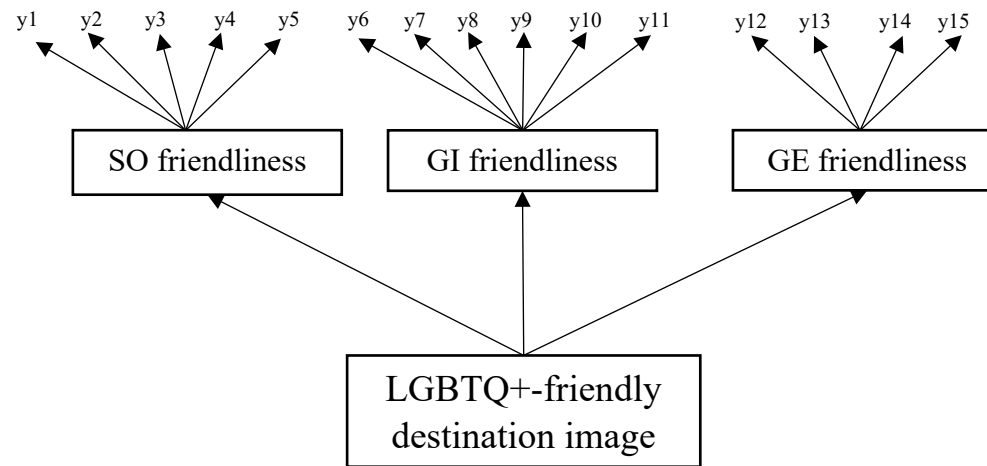 y1 y2 y3 y4 y5 y6 y7 y8 y9 y10 y11 y12 y13 y14 y15
SO friendliness GI friendliness GE friendliness
LGBTQ+-friendly
destination image